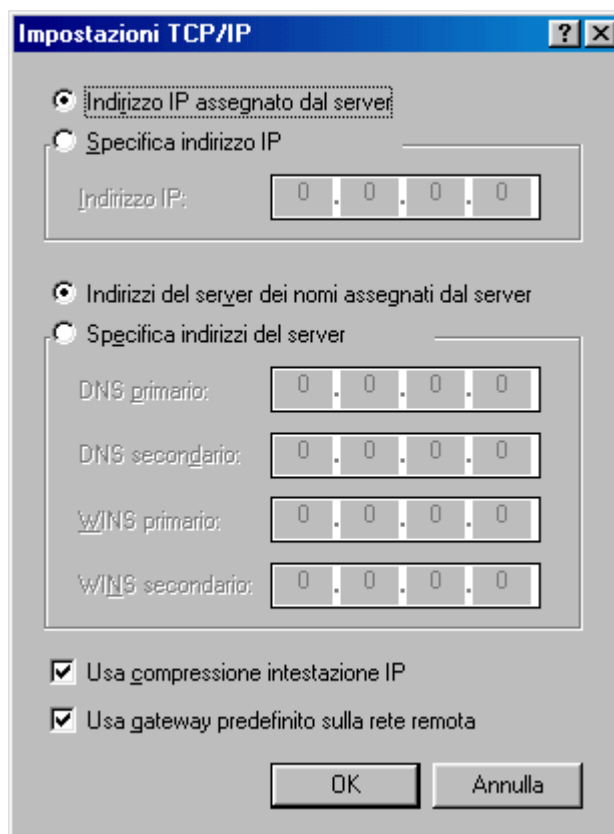 Impostazioni TCP/IP
Indirizzo IP assegnato dal server
Specifica indirizzo IP
Indirizzo IP: 0 . 0 . 0 . 0
Indirizzi del server dei nomi assegnati dal server
Specifica indirizzi del server
DNS primario: 0 . 0 . 0 . 0
DNS secondario: 0 . 0 . 0 . 0
WINS primario: 0 . 0 . 0 . 0
WINS secondario: 0 . 0 . 0 . 0
Usa compressione intestazione IP
Usa gateway predefinito sulla rete remota
OK Annulla